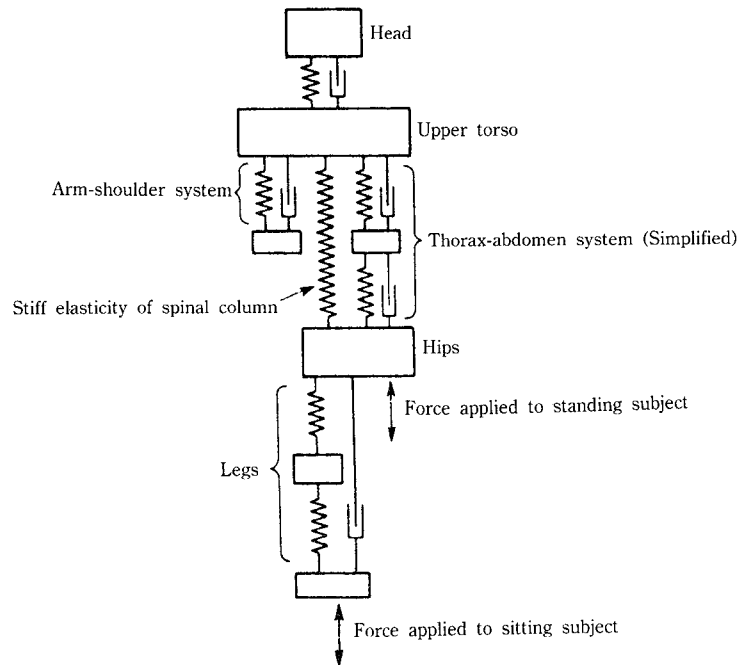 Head
Upper torso
Arm-shoulder system
Thorax-abdomen system (Simplified)
Stiff elasticity of spinal column
Hips
Force applied to standing subject
Legs
Force applied to sitting subject